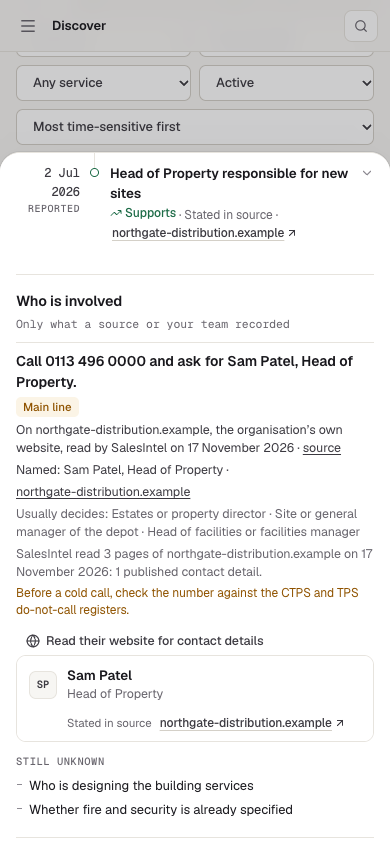 Discover
Any service
Active
Most time-sensitive first
2 Jul
2026
REPORTED
Head of Property responsible for new
sites
Supports · Stated in source ·
northgate-distribution.example
Who is involved
Only what a source or your team recorded
Call 0113 496 0000 and ask for Sam Patel, Head of
Property.
Main line
On northgate-distribution.example, the organisation’s own
website, read by SalesIntel on 17 November 2026 · source
Named: Sam Patel, Head of Property ·
northgate-distribution.example
Usually decides: Estates or property director · Site or general
manager of the depot · Head of facilities or facilities manager
SalesIntel read 3 pages of northgate-distribution.example on 17
November 2026: 1 published contact detail.
Before a cold call, check the number against the CTPS and TPS
do-not-call registers.
Read their website for contact details
SP
Sam Patel
Head of Property
Stated in source northgate-distribution.example
STILL UNKNOWN
Who is designing the building services
Whether fire and security is already specified